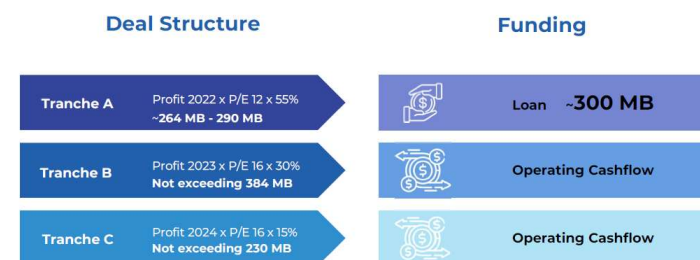 Deal Structure
Funding
Tranche A
Profit 2022 x P/E 12 x 55%
~264 MB - 290 MB
Loan ~300 MB
Tranche B
Profit 2023 x P/E 16 x 30%
Not exceeding 384 MB
Operating Cashflow
Tranche C
Profit 2024 x P/E 16 x 15%
Not exceeding 230 MB
Operating Cashflow